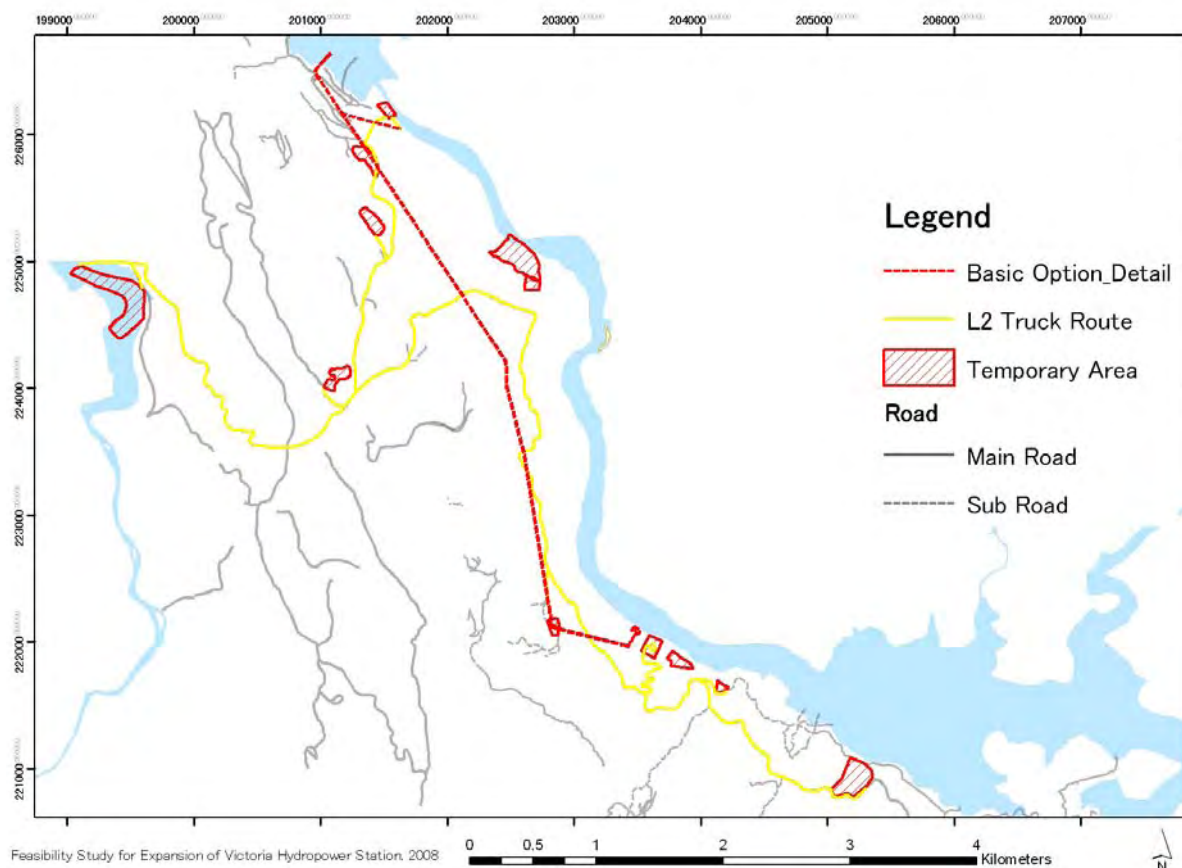 199000 200000 201000 202000 203000 204000 205000 206000 207000
226000
225000
224000
223000
222000
221000
Legend
Basic Option_Detail
L2 Truck Route
Temporary Area
Road
Main Road
Sub Road
Feasibility Study for Expansion of Victoria Hydropower Station, 2008
0 0.5 1 2 3 4
Kilometers
N